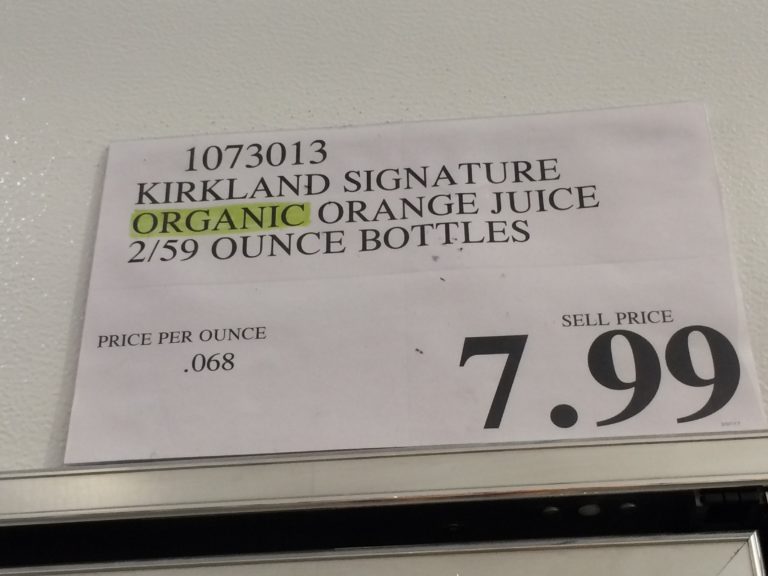 1073013
KIRKLAND SIGNATURE
ORGANIC ORANGE JUICE
2/59 OUNCE BOTTLES
PRICE PER OUNCE
.068
SELL PRICE
7.99